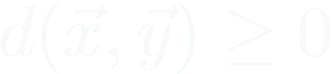 $d(\vec{x}, \vec{y}) \geq 0$